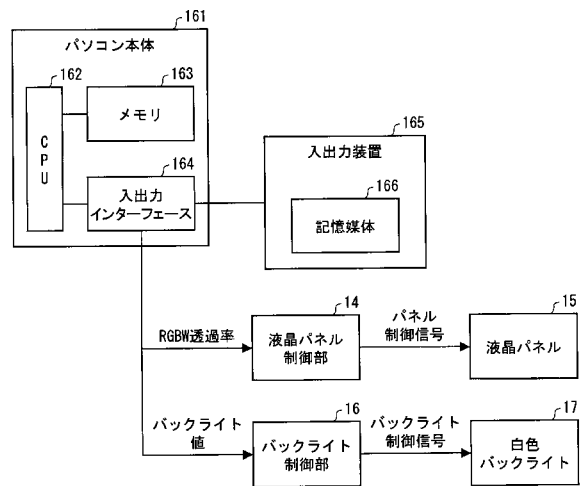 161
パソコン本体
162
163
CPU
メモリ
164
入出力
インターフェース
165
入出力装置
166
記憶媒体
RGBW透過率
14
液晶パネル
制御部
パネル
制御信号
15
液晶パネル
バックライト
値
16
バックライト
制御部
バックライト
制御信号
17
白色
バックライト